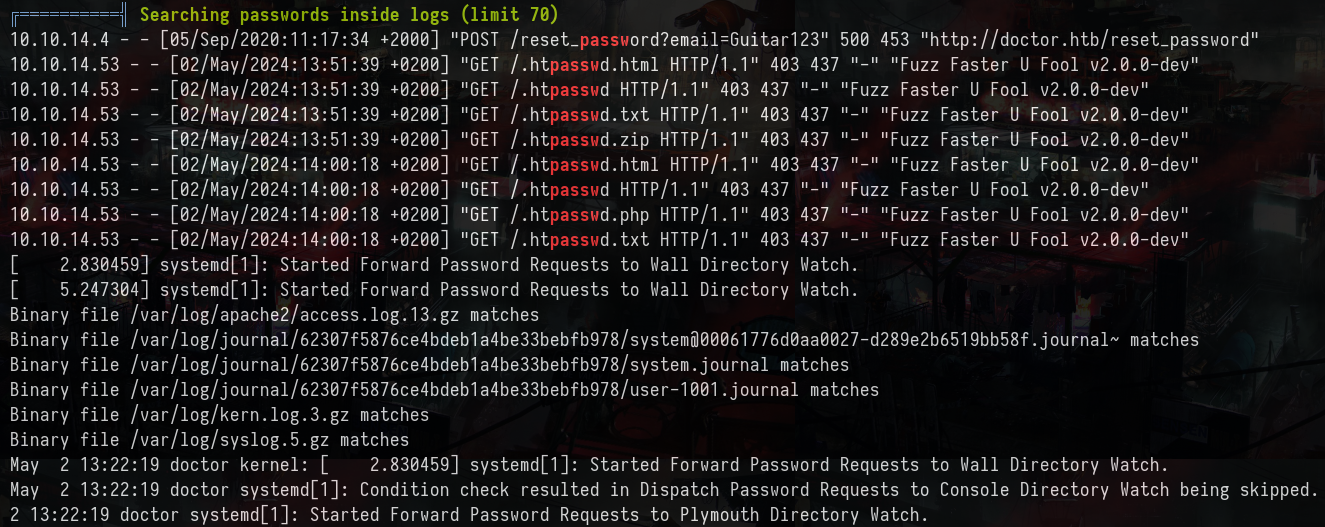 ╔══════════╣ Searching passwords inside logs (limit 70)
10.10.14.4 - - [05/Sep/2020:11:17:34 +2000] "POST /reset_password?email=Guitar123" 500 453 "http://doctor.htb/reset_password"
10.10.14.53 - - [02/May/2024:13:51:39 +0200] "GET /.htpasswd.html HTTP/1.1" 403 437 "-" "Fuzz Faster U Fool v2.0.0-dev"
10.10.14.53 - - [02/May/2024:13:51:39 +0200] "GET /.htpasswd HTTP/1.1" 403 437 "-" "Fuzz Faster U Fool v2.0.0-dev"
10.10.14.53 - - [02/May/2024:13:51:39 +0200] "GET /.htpasswd.txt HTTP/1.1" 403 437 "-" "Fuzz Faster U Fool v2.0.0-dev"
10.10.14.53 - - [02/May/2024:13:51:39 +0200] "GET /.htpasswd.zip HTTP/1.1" 403 437 "-" "Fuzz Faster U Fool v2.0.0-dev"
10.10.14.53 - - [02/May/2024:14:00:18 +0200] "GET /.htpasswd.html HTTP/1.1" 403 437 "-" "Fuzz Faster U Fool v2.0.0-dev"
10.10.14.53 - - [02/May/2024:14:00:18 +0200] "GET /.htpasswd HTTP/1.1" 403 437 "-" "Fuzz Faster U Fool v2.0.0-dev"
10.10.14.53 - - [02/May/2024:14:00:18 +0200] "GET /.htpasswd.php HTTP/1.1" 403 437 "-" "Fuzz Faster U Fool v2.0.0-dev"
10.10.14.53 - - [02/May/2024:14:00:18 +0200] "GET /.htpasswd.txt HTTP/1.1" 403 437 "-" "Fuzz Faster U Fool v2.0.0-dev"
[    2.830459] systemd[1]: Started Forward Password Requests to Wall Directory Watch.
[    5.247304] systemd[1]: Started Forward Password Requests to Wall Directory Watch.
Binary file /var/log/apache2/access.log.13.gz matches
Binary file /var/log/journal/62307f5876ce4bdeb1a4be33bebfb978/system@00061776d0aa0027-d289e2b6519bb58f.journal~ matches
Binary file /var/log/journal/62307f5876ce4bdeb1a4be33bebfb978/system.journal matches
Binary file /var/log/journal/62307f5876ce4bdeb1a4be33bebfb978/user-1001.journal matches
Binary file /var/log/kern.log.3.gz matches
Binary file /var/log/syslog.5.gz matches
May  2 13:22:19 doctor kernel: [    2.830459] systemd[1]: Started Forward Password Requests to Wall Directory Watch.
May  2 13:22:19 doctor systemd[1]: Condition check resulted in Dispatch Password Requests to Console Directory Watch being skipped.
2 13:22:19 doctor systemd[1]: Started Forward Password Requests to Plymouth Directory Watch.